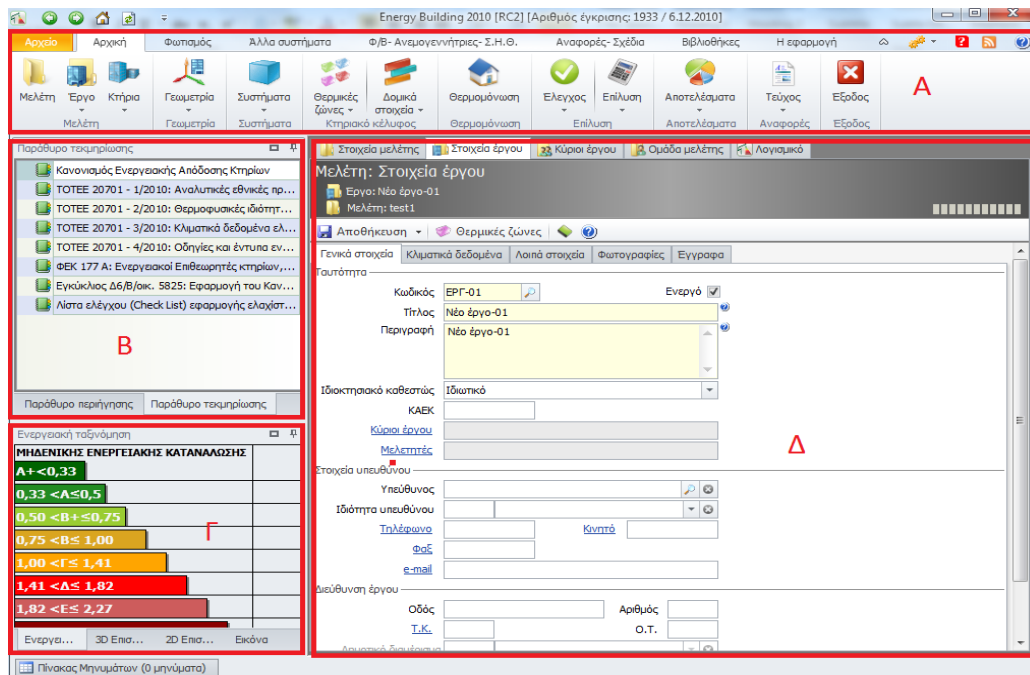 Energy Building 2010 [RC2] [Αριθμός έγκρισης: 1933 / 6.12.2010]
Αρχείο Αρχική Φωτισμός Άλλα συστήματα Φ/Β- Ανεμογεννήτριες- Σ.Η.Θ. Αναφορές- Σχέδια Βιβλιοθήκες Η εφαρμογή
Μελέτη Έργο Κτήρια Γεωμετρία Συστήματα Θερμικές ζώνες Δομικά στοιχεία Θερμομόνωση Έλεγχος Επίλυση Αποτελέσματα Τεύχος Έξοδος
A
Μελέτη Γεωμετρία Συστήματα Κτηριακό κέλυφος Θερμομόνωση Επίλυση Αποτελέσματα Αναφορές Έξοδος
Παράθυρο τεκμηρίωσης
Κανονισμός Ενεργειακής Απόδοσης Κτηρίων
ΤΟΤΕΕ 20701 - 1/2010: Αναλυτικές εθνικές πρ...
ΤΟΤΕΕ 20701 - 2/2010: Θερμοφυσικές ιδιότητ...
ΤΟΤΕΕ 20701 - 3/2010: Κλιματικά δεδομένα ελ...
ΤΟΤΕΕ 20701 - 4/2010: Οδηγίες και έντυπα εν...
ΦΕΚ 177 Α: Ενεργειακοί Επιθεωρητές κτηρίων,...
Εγκύκλιος Δ6/Β/οικ. 5825: Εφαρμογή του Καν...
Λίστα ελέγχου (Check List) εφαρμογής ελαχίστ...
B
Παράθυρο περιήγησης Παράθυρο τεκμηρίωσης
Ενεργειακή ταξινόμηση
ΜΗΔΕΝΙΚΗΣ ΕΝΕΡΓΕΙΑΚΗΣ ΚΑΤΑΝΑΛΩΣΗΣ
A+<0,33
0,33 <A≤0,5
0,50 <B+≤0,75
0,75 <B≤ 1,00
1,00 <Γ≤ 1,41
1,41 <Δ≤ 1,82
1,82 <E≤ 2,27
Γ
Ενεργει... 3D Επισ... 2D Επισ... Εικόνα
Στοιχεία μελέτης Στοιχεία έργου Κύριοι έργου Ομάδα μελέτης Λογισμικό
Μελέτη: Στοιχεία έργου
Έργο: Νέο έργο-01
Μελέτη: test1
Αποθήκευση Θερμικές ζώνες
Γενικά στοιχεία Κλιματικά δεδομένα Λοιπά στοιχεία Φωτογραφίες Έγγραφα
Ταυτότητα
Κωδικός ΕΡΓ-01 Ενεργό
Τίτλος Νέο έργο-01
Περιγραφή Νέο έργο-01
Ιδιοκτησιακό καθεστώς Ιδιωτικό
ΚΑΕΚ
Κύριοι έργου
Μελετητές
Δ
Στοιχεία υπευθύνου
Υπεύθυνος
Ιδιότητα υπευθύνου
Τηλέφωνο Κινητό
Φαξ
e-mail
Διεύθυνση έργου
Οδός Αριθμός
Τ.Κ. Ο.Τ.
Δημοτικό διαμέρισμα
Πίνακας Μηνυμάτων (0 μηνύματα)